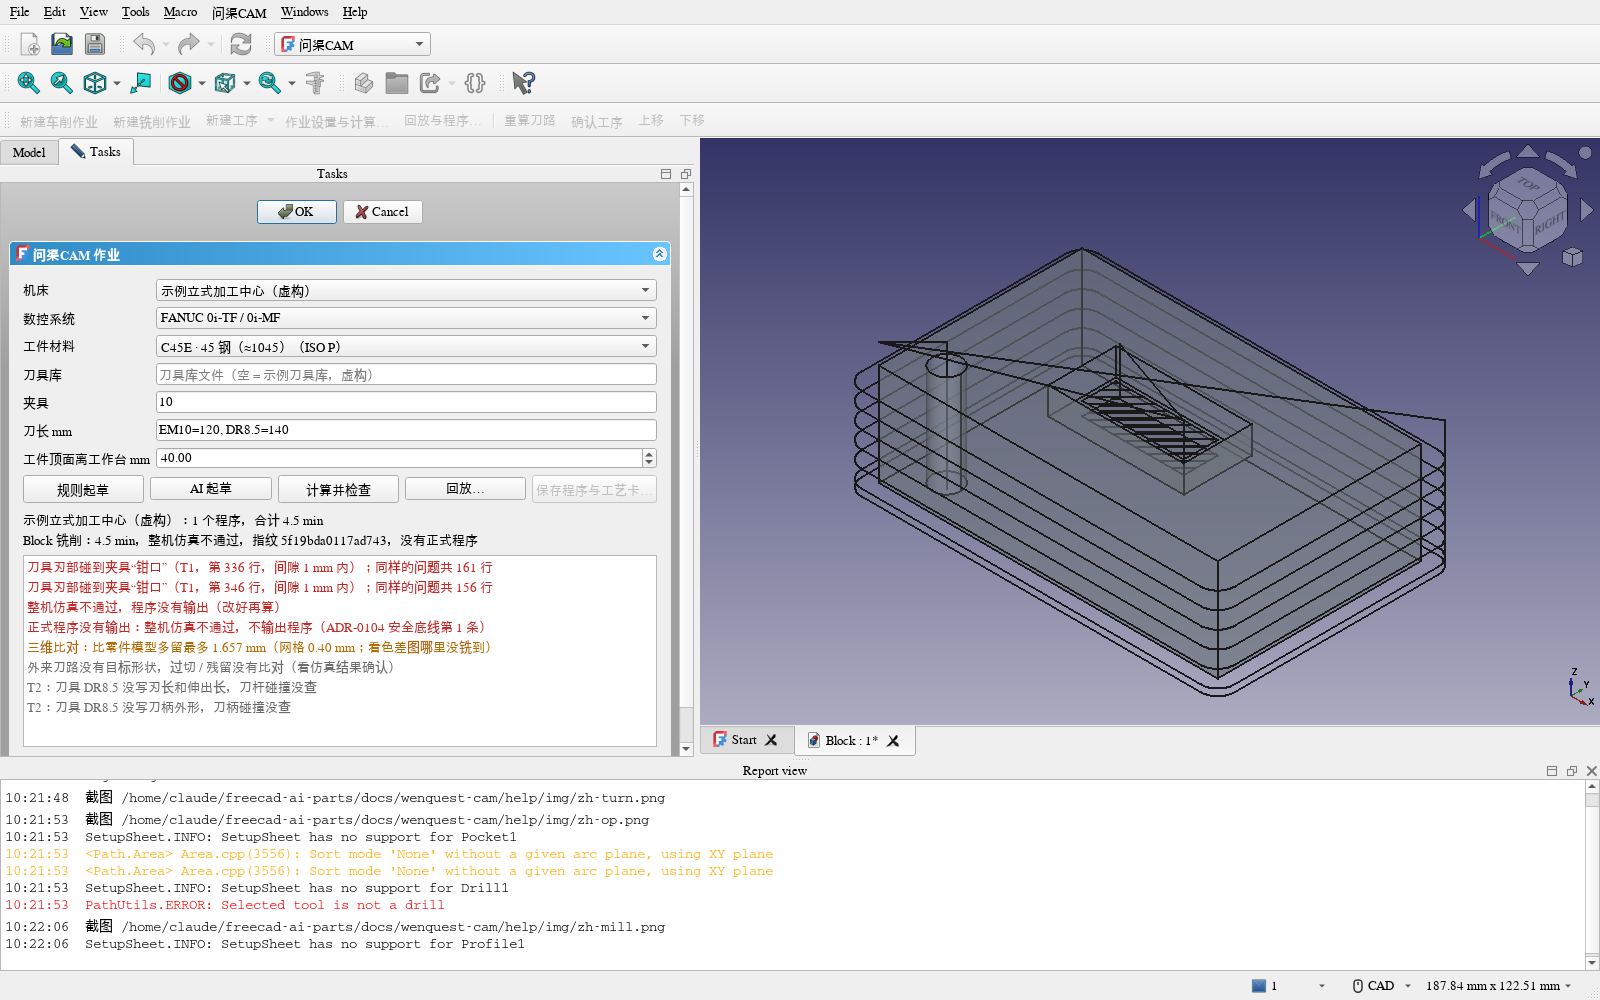 File Edit View Tools Macro 问渠CAM Windows Help
问渠CAM
新建车削作业 新建铣削作业 新建工序 作业设置与计算… 回放与程序… 重算刀路 确认工序 上移 下移
Model Tasks
Tasks
OK Cancel
问渠CAM 作业
机床 示例立式加工中心（虚构）
数控系统 FANUC 0i-TF / 0i-MF
工件材料 C45E · 45 钢（≈1045）（ISO P）
刀具库 刀具库文件（空 = 示例刀具库，虚构）
夹具 10
刀长 mm EM10=120, DR8.5=140
工件顶面离工作台 mm 40.00
规则起草 AI 起草 计算并检查 回放… 保存程序与工艺卡…
示例立式加工中心（虚构）：1 个程序，合计 4.5 min
Block 铣削：4.5 min，整机仿真不通过，指纹 5f19bda0117ad743，没有正式程序
刀具刃部碰到夹具“钳口”（T1，第 336 行，间隙 1 mm 内）；同样的问题共 161 行
刀具刃部碰到夹具“钳口”（T1，第 346 行，间隙 1 mm 内）；同样的问题共 156 行
整机仿真不通过，程序没有输出（改好再算）
正式程序没有输出：整机仿真不通过，不输出程序（ADR-0104 安全底线第 1 条）
三维比对：比零件模型多留最多 1.657 mm（网格 0.40 mm；看色差图哪里没铣到）
外来刀路没有目标形状，过切 / 残留没有比对（看仿真结果确认）
T2：刀具 DR8.5 没写刃长和伸出长，刀杆碰撞没查
T2：刀具 DR8.5 没写刀柄外形，刀柄碰撞没查
TOP
FRONT RIGHT
Z
Y
X
Start Block : 1*
Report view
10:21:48 截图 /home/claude/freecad-ai-parts/docs/wenquest-cam/help/img/zh-turn.png
10:21:53 截图 /home/claude/freecad-ai-parts/docs/wenquest-cam/help/img/zh-op.png
10:21:53 SetupSheet.INFO: SetupSheet has no support for Pocket1
10:21:53 <Path.Area> Area.cpp(3556): Sort mode 'None' without a given arc plane, using XY plane
10:21:53 <Path.Area> Area.cpp(3556): Sort mode 'None' without a given arc plane, using XY plane
10:21:53 SetupSheet.INFO: SetupSheet has no support for Drill1
10:21:53 PathUtils.ERROR: Selected tool is not a drill
10:22:06 截图 /home/claude/freecad-ai-parts/docs/wenquest-cam/help/img/zh-mill.png
10:22:06 SetupSheet.INFO: SetupSheet has no support for Profile1
1 CAD 187.84 mm x 122.51 mm